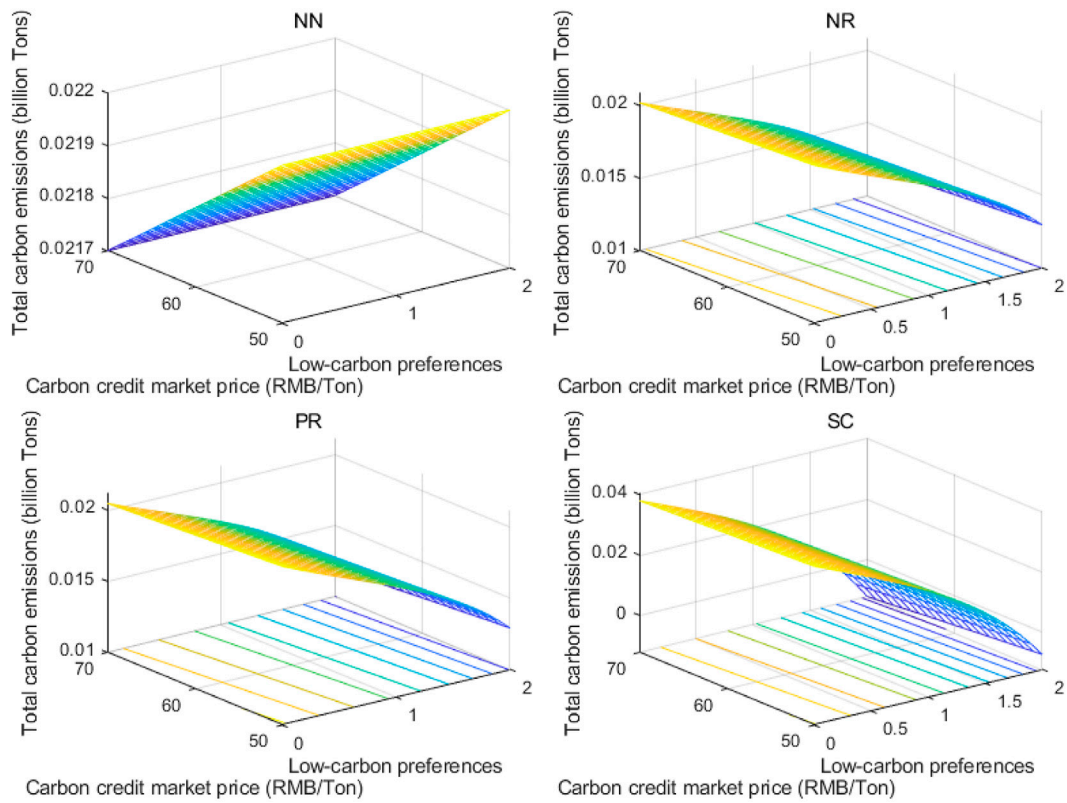 NN
Total carbon emissions (billion Tons)
0.022
0.0219
0.0218
0.0217
70
60
50
0
1
2
Low-carbon preferences
Carbon credit market price (RMB/Ton)
NR
Total carbon emissions (billion Tons)
0.02
0.015
0.01
70
60
50
0
0.5
1
1.5
2
Low-carbon preferences
Carbon credit market price (RMB/Ton)
PR
Total carbon emissions (billion Tons)
0.02
0.015
0.01
70
60
50
0
1
2
Low-carbon preferences
Carbon credit market price (RMB/Ton)
SC
Total carbon emissions (billion Tons)
0.04
0.02
0
70
60
50
0
0.5
1
1.5
2
Low-carbon preferences
Carbon credit market price (RMB/Ton)